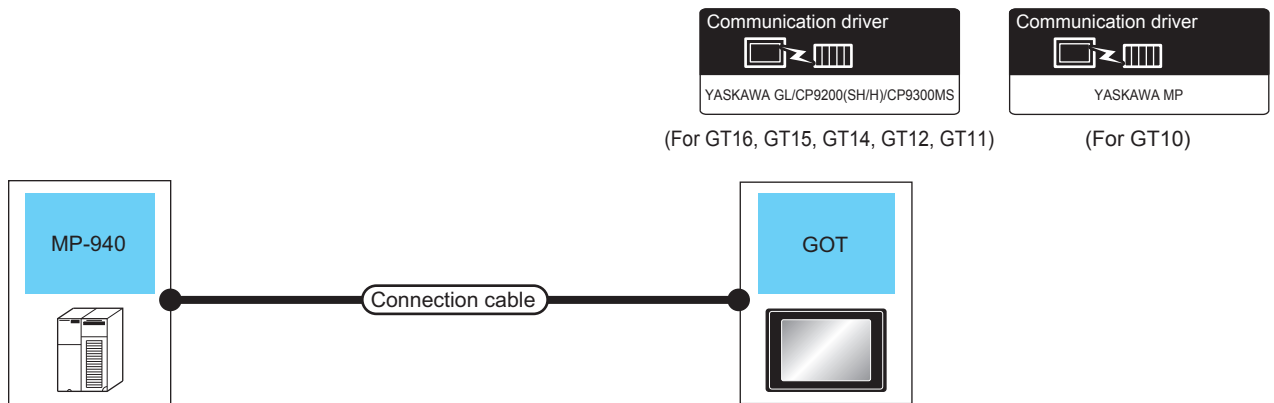 Communication driver
YASKAWA GL/CP9200(SH/H)/CP9300MS
(For GT16, GT15, GT14, GT12, GT11)
Communication driver
YASKAWA MP
(For GT10)
MP-940
Connection cable
GOT